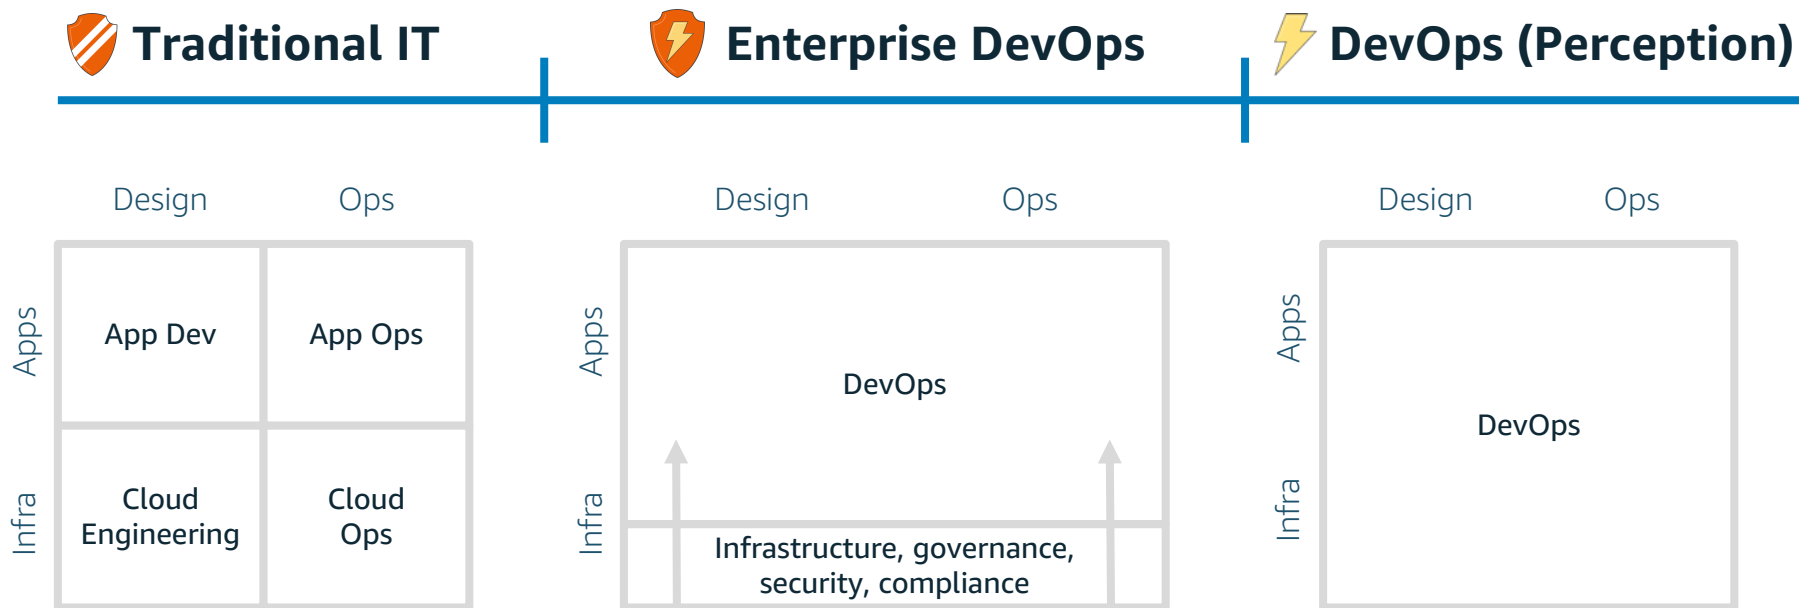 Traditional IT
Enterprise DevOps
DevOps (Perception)
Design
Ops
Design
Ops
Design
Ops
Apps
App Dev
App Ops
Infra
Cloud
Engineering
Cloud
Ops
Apps
DevOps
Infra
Infrastructure, governance,
security, compliance
Apps
DevOps
Infra